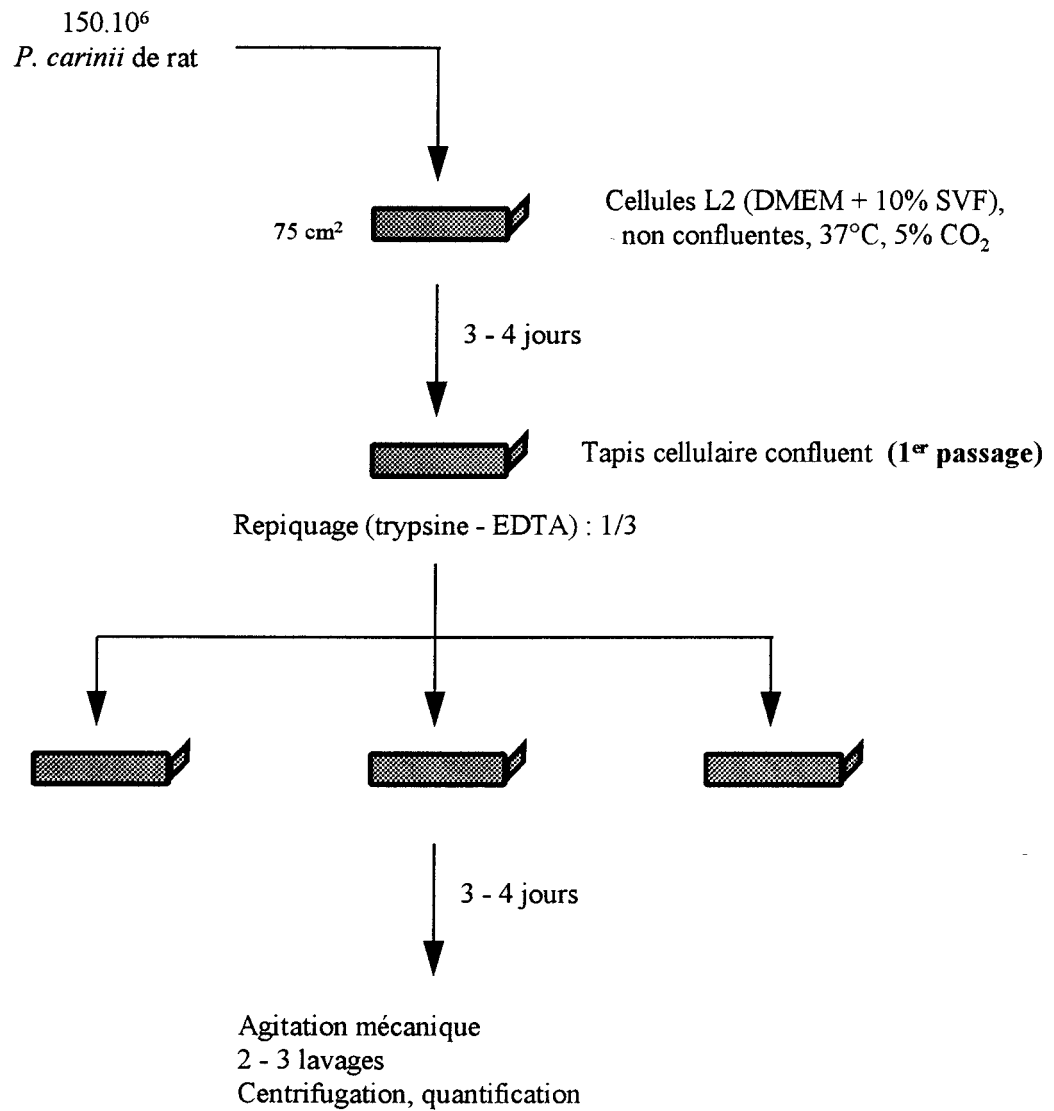 150.10⁶
P. carinii de rat
75 cm²
Cellules L2 (DMEM + 10% SVF),
non confluentes, 37°C, 5% CO₂
3 - 4 jours
Tapis cellulaire confluent (1er passage)
Repiquage (trypsine - EDTA) : 1/3
3 - 4 jours
Agitation mécanique
2 - 3 lavages
Centrifugation, quantification